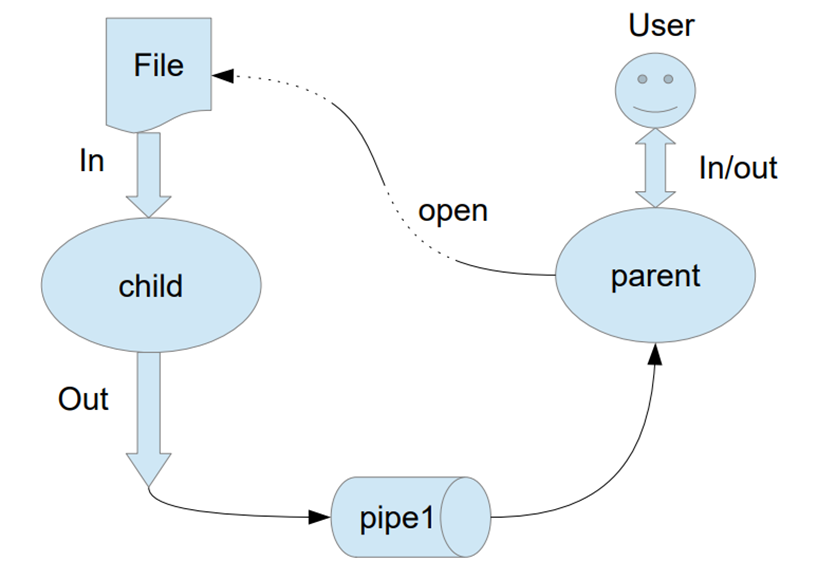 User
File
In
In/out
open
child
parent
Out
pipe1